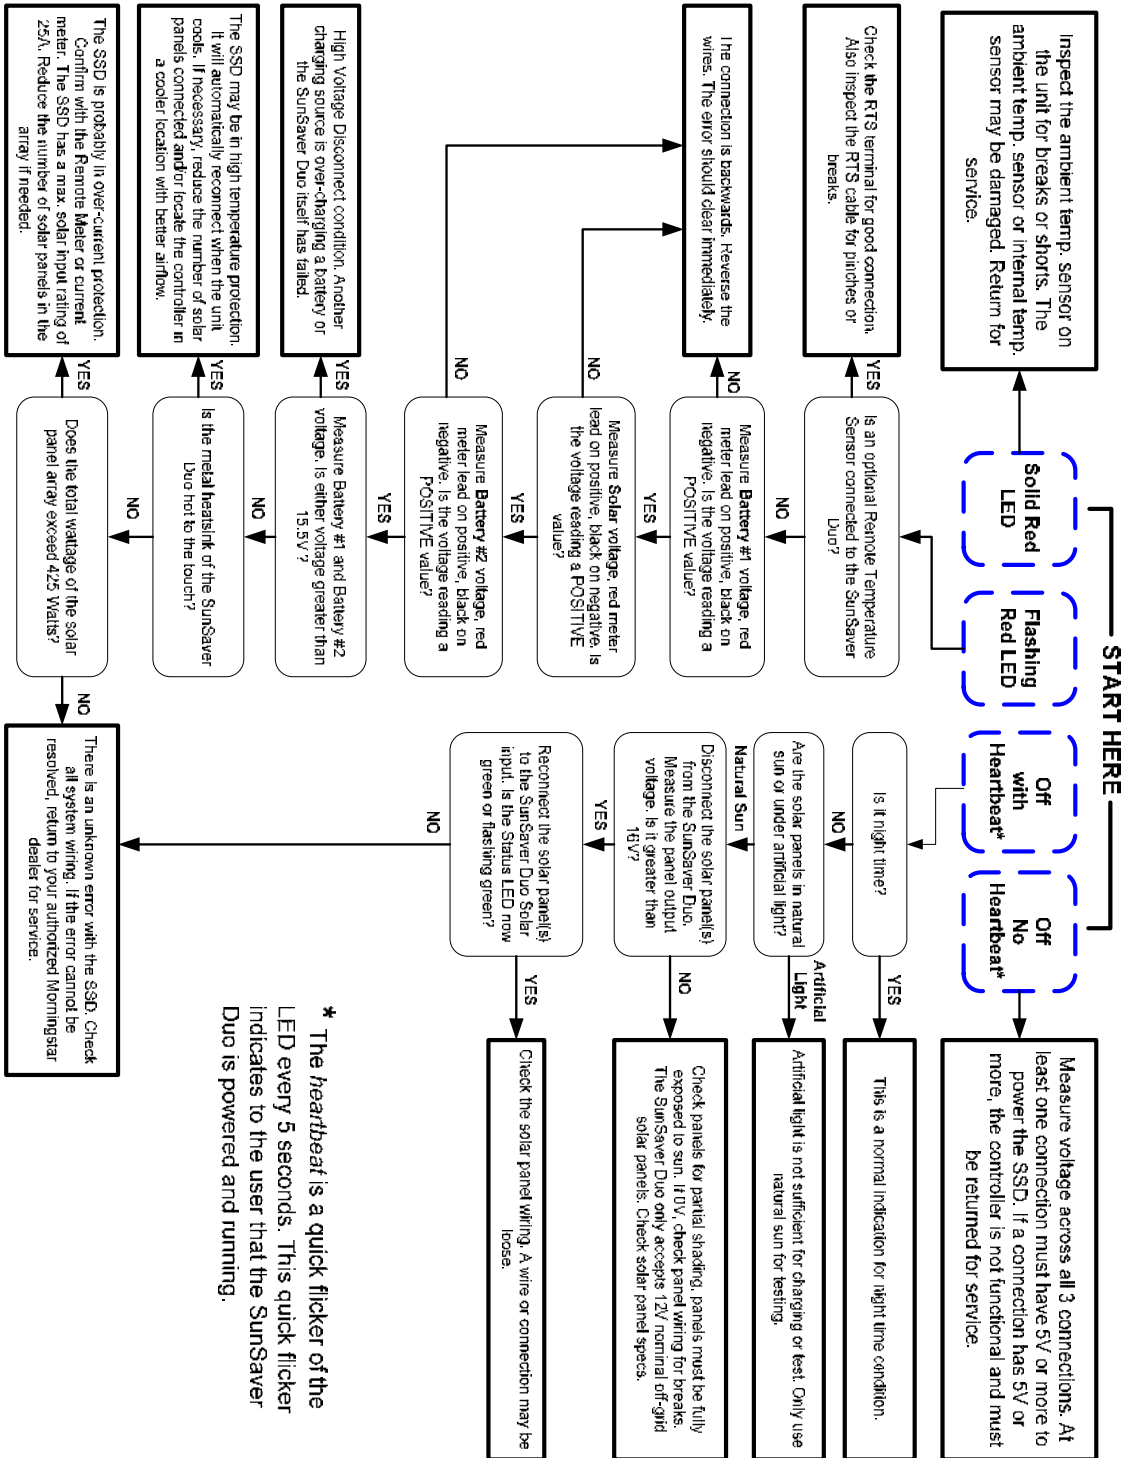 START HERE
Solid Red
LED
Flashing
Red LED
Off
with
Heartbeat*
Off
No
Heartbeat*
Inspect the ambient temp. sensor on
the unit for breaks or shorts. The
ambient temp. sensor or internal temp.
sensor may be damaged. Return for
service.
Is an optional Remote Temperature
Sensor connected to the SunSaver
Duo?
YES
Check the RTS terminal for good connection.
Also inspect the RTS cable for pinches or
breaks.
NO
Measure Battery #1 voltage, red
meter lead on positive, black on
negative. Is the voltage reading a
POSITIVE value?
NO
The connection is backwards. Reverse the
wires. The error should clear immediately.
YES
Measure Solar voltage, red meter
lead on positive, black on negative. Is
the voltage reading a POSITIVE
value?
NO
YES
Measure Battery #2 voltage, red
meter lead on positive, black on
negative. Is the voltage reading a
POSITIVE value?
NO
YES
Measure Battery #1 and Battery #2
voltage. Is either voltage greater than
15.5V ?
YES
High Voltage Disconnect condition. Another
charging source is over-charging a battery or
the SunSaver Duo itself has failed.
NO
Is the metal heatsink of the SunSaver
Duo hot to the touch?
YES
The SSD may be in high temperature protection.
It will automatically reconnect when the unit
cools. If necessary, reduce the number of solar
panels connected and/or locate the controller in
a cooler location with better airflow.
NO
Does the total wattage of the solar
panel array exceed 425 Watts?
YES
The SSD is probably in over-current protection.
Confirm with the Remote Meter or current
meter. The SSD has a max. solar input rating of
25A. Reduce the number of solar panels in the
array if needed.
NO
There is an unknown error with the SSD. Check
all system wiring. If the error cannot be
resolved, return to your authorized Morningstar
dealer for service.
Is it night time?
YES
This is a normal indication for night time condition.
NO
Are the solar panels in natural
sun or under artificial light?
Artificial
Light
Artificial light is not sufficient for charging or test. Only use
natural sun for testing.
Natural Sun
Disconnect the solar panel(s)
from the SunSaver Duo.
Measure the panel output
voltage. Is it greater than
16V?
NO
Check panels for partial shading, panels must be fully
exposed to sun. If 0V, check panel wiring for breaks.
The SunSaver Duo only accepts 12V nominal off-grid
solar panels. Check solar panel specs.
YES
Reconnect the solar panel(s)
to the SunSaver Duo Solar
input. Is the Status LED now
green or flashing green?
YES
Check the solar panel wiring. A wire or connection may be
loose.
NO
Measure voltage across all 3 connections. At
least one connection must have 5V or more to
power the SSD. If a connection has 5V or
more, the controller is not functional and must
be returned for service.
* The heartbeat is a quick flicker of the
LED every 5 seconds. This quick flicker
indicates to the user that the SunSaver
Duo is powered and running.